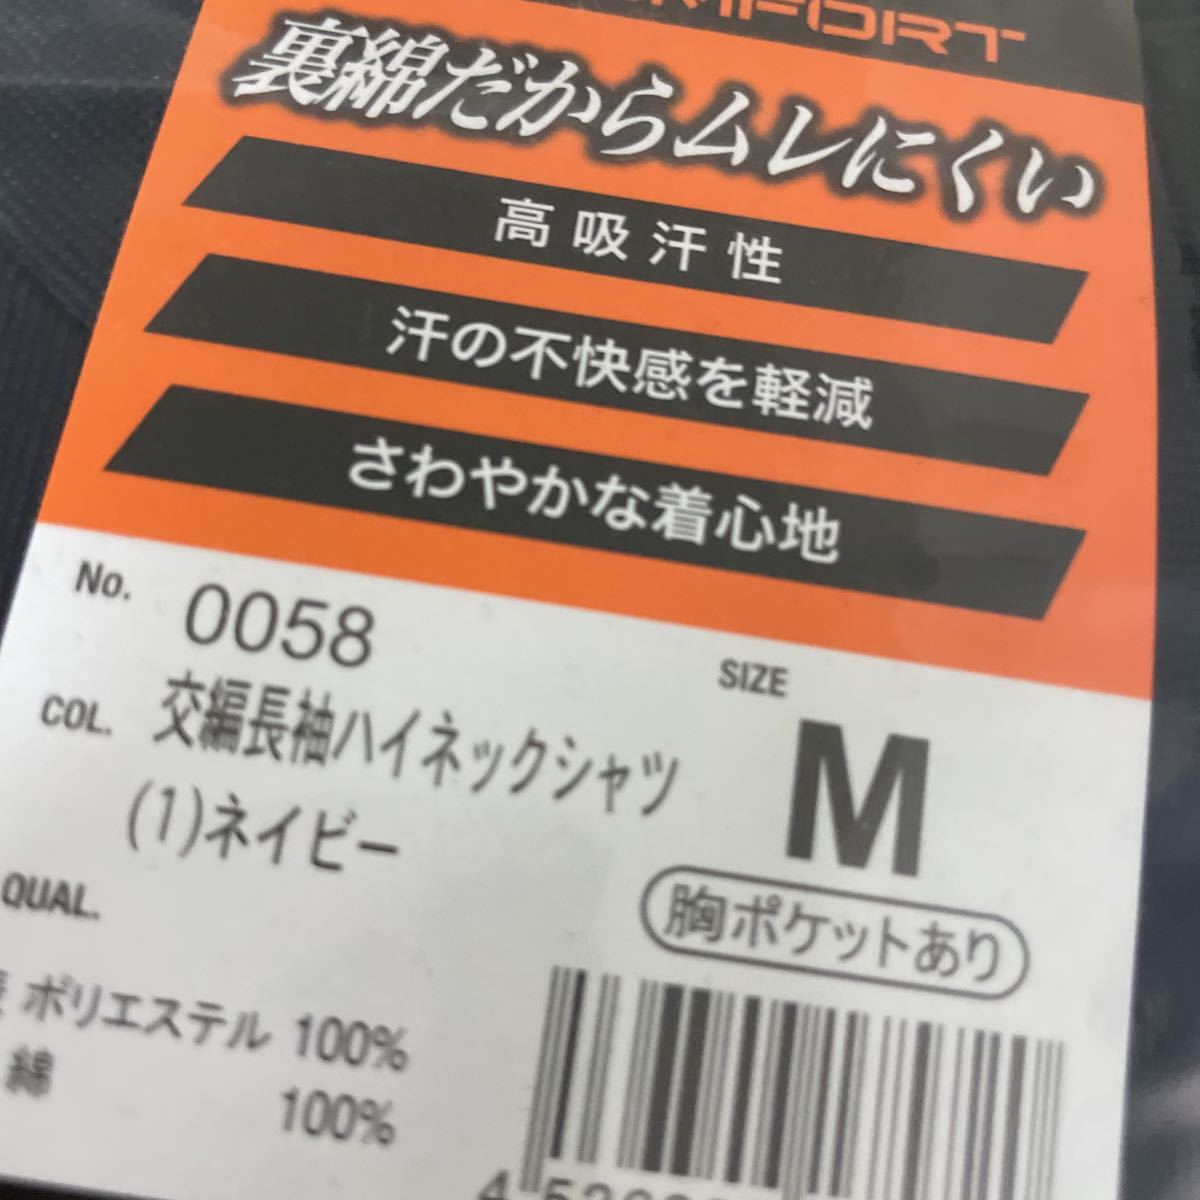 裏綿だからムレにくい
高吸汗性
汗の不快感を軽減
さわやかな着心地
No. 0058
SIZE
M
COL. 交編長袖ハイネックシャツ
(1)ネイビー
胸ポケットあり
QUAL.
ポリエステル 100%
綿 100%